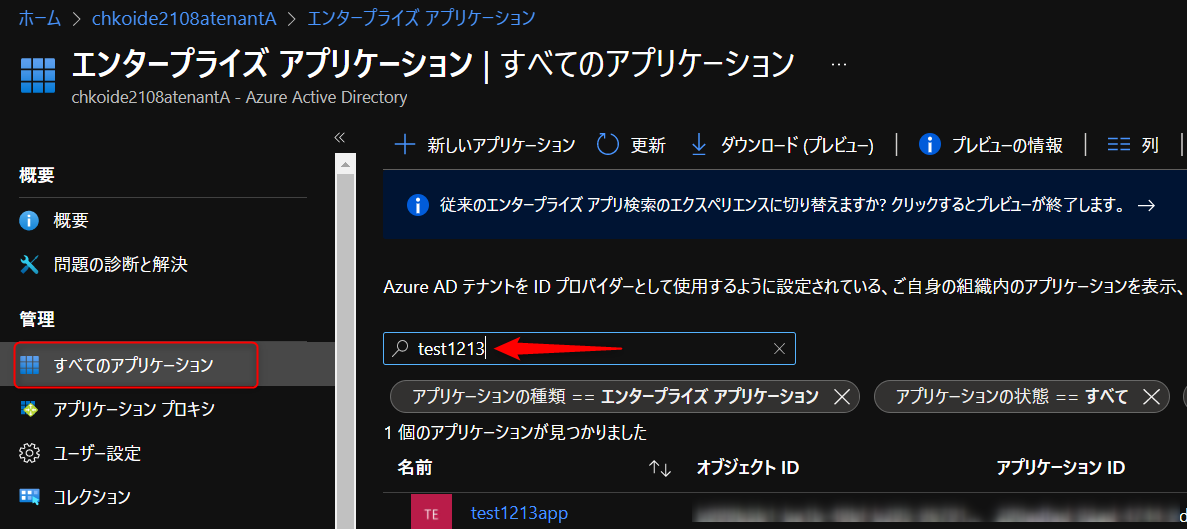 ホーム > chkoide2108atenantA > エンタープライズ アプリケーション
エンタープライズ アプリケーション | すべてのアプリケーション ...
chkoide2108atenantA - Azure Active Directory
概要
概要
問題の診断と解決
管理
すべてのアプリケーション
アプリケーション プロキシ
ユーザー設定
コレクション
新しいアプリケーション 更新 ダウンロード (プレビュー) プレビューの情報 列
従来のエンタープライズ アプリ検索のエクスペリエンスに切り替えますか? クリックするとプレビューが終了します。 →
Azure AD テナントを ID プロバイダーとして使用するように設定されている、ご自身の組織内のアプリケーションを表示、
test1213
アプリケーションの種類 == エンタープライズ アプリケーション アプリケーションの状態 == すべて
1 個のアプリケーションが見つかりました
名前 オブジェクト ID アプリケーション ID
TE test1213app